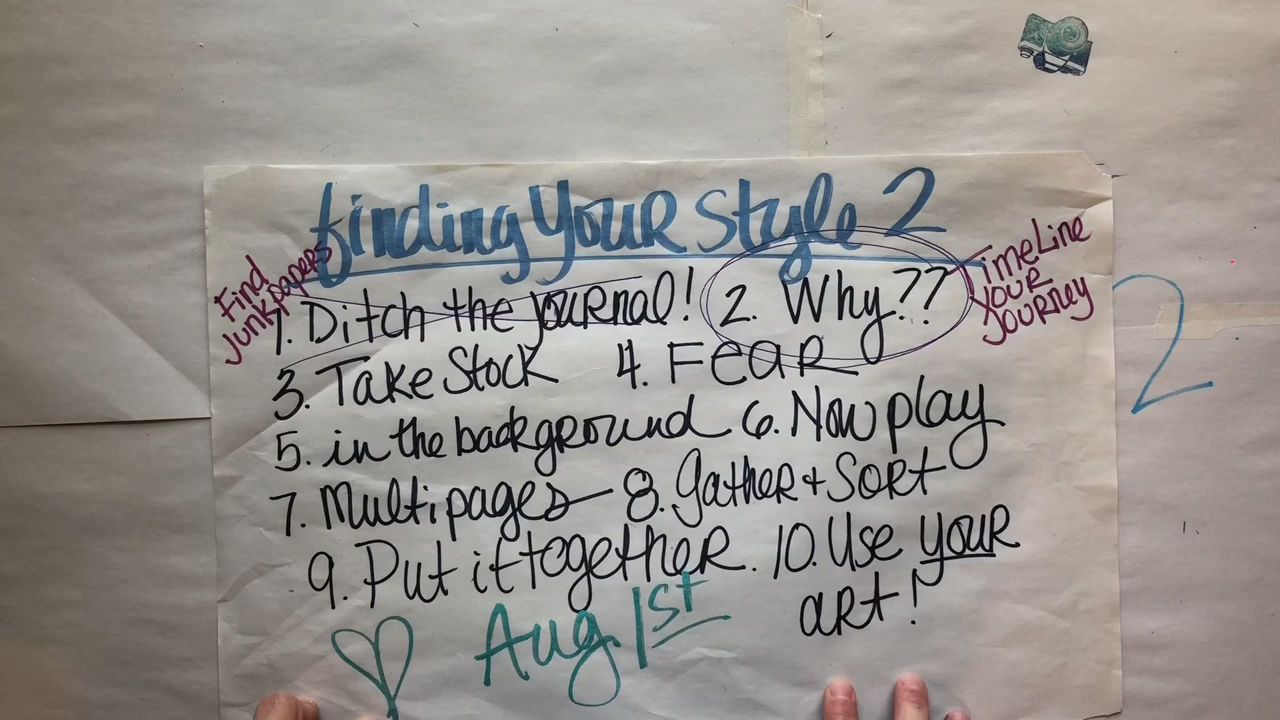 finding Your Style 2
Find
junk papers
1. Ditch the journal! 2. Why??
Timeline
your
Journey
3. Take Stock 4. Fear
5. in the background 6. Now play
7. Multipages 8. Gather + Sort
9. Put it together. 10. Use your
art!
Aug 1st
2